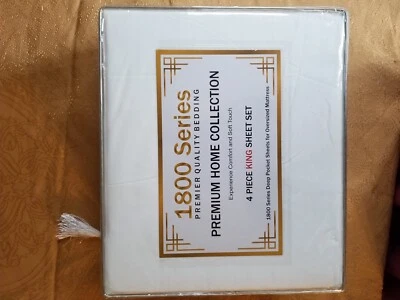 1800 Series
PREMIER QUALITY BEDDING
PREMIUM HOME COLLECTION
Experience Comfort and Soft Touch
4 PIECE KING SHEET SET
1800 Series Deep Pocket Sheets for Oversized Mattress